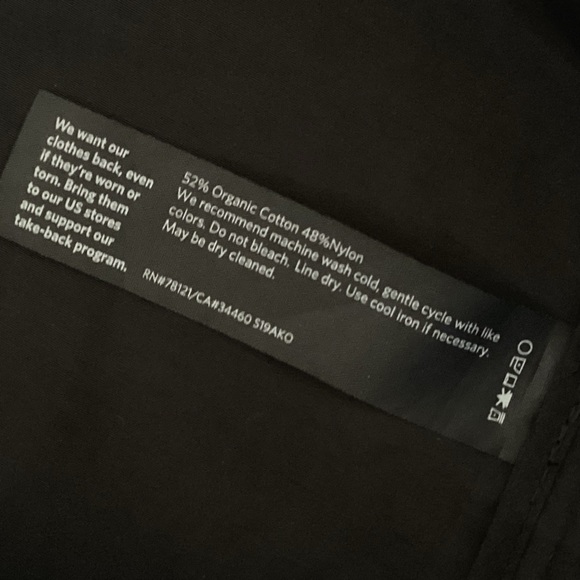 We want our
clothes back, even
if they're worn or
torn. Bring them
to our US stores
and support our
take-back program.
52% Organic Cotton 48%Nylon
We recommend machine wash cold, gentle cycle with like
colors. Do not bleach. Line dry. Use cool iron if necessary.
May be dry cleaned.
RN#78121/CA#34460 S19AKO